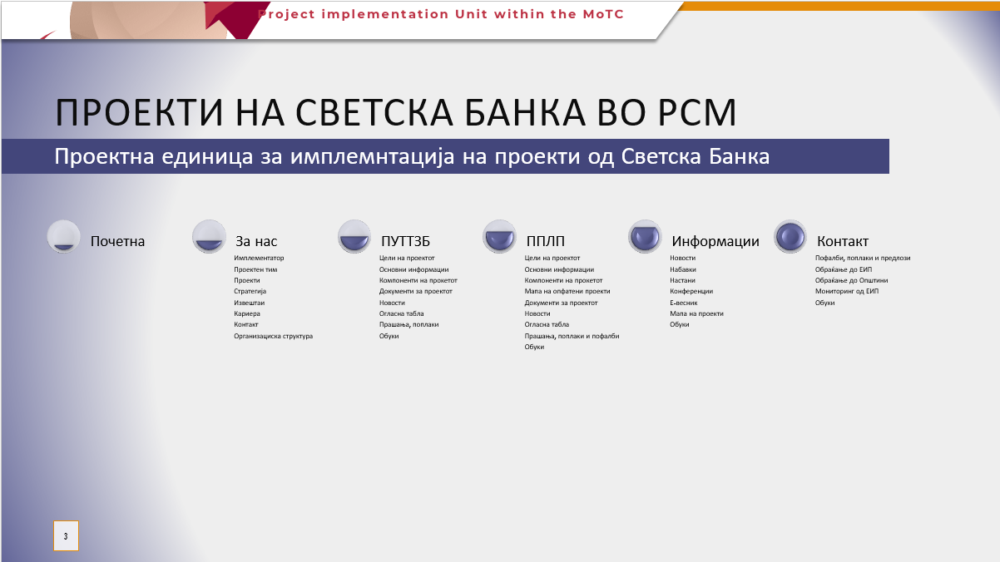 Project implementation Unit within the MoTC
ПРОЕКТИ НА СВЕТСКА БАНКА ВО РСМ
Проектна единица за имплемнтација на проекти од Светска Банка
Почетна
За нас
Имплементатор
Проектен тим
Проекти
Стратегија
Извештаи
Кариера
Контакт
Организациска структура
ПУТТЗБ
Цели на проектот
Основни информации
Компоненти на прокетот
Документи за проектот
Новости
Огласна табла
Прашања, поплаки
Обуки
ППЛП
Цели на проектот
Основни информации
Компоненти на прокетот
Мапа на опфатени проекти
Документи за проектот
Новости
Огласна табла
Прашања, поплаки и пофалби
Обуки
Информации
Новости
Набавки
Настани
Конференции
Е-весник
Мапа на проекти
Обуки
Контакт
Пофалби, поплаки и предлози
Обраќање до ЕИП
Обраќање до Општини
Мониторинг од ЕИП
Обуки
3